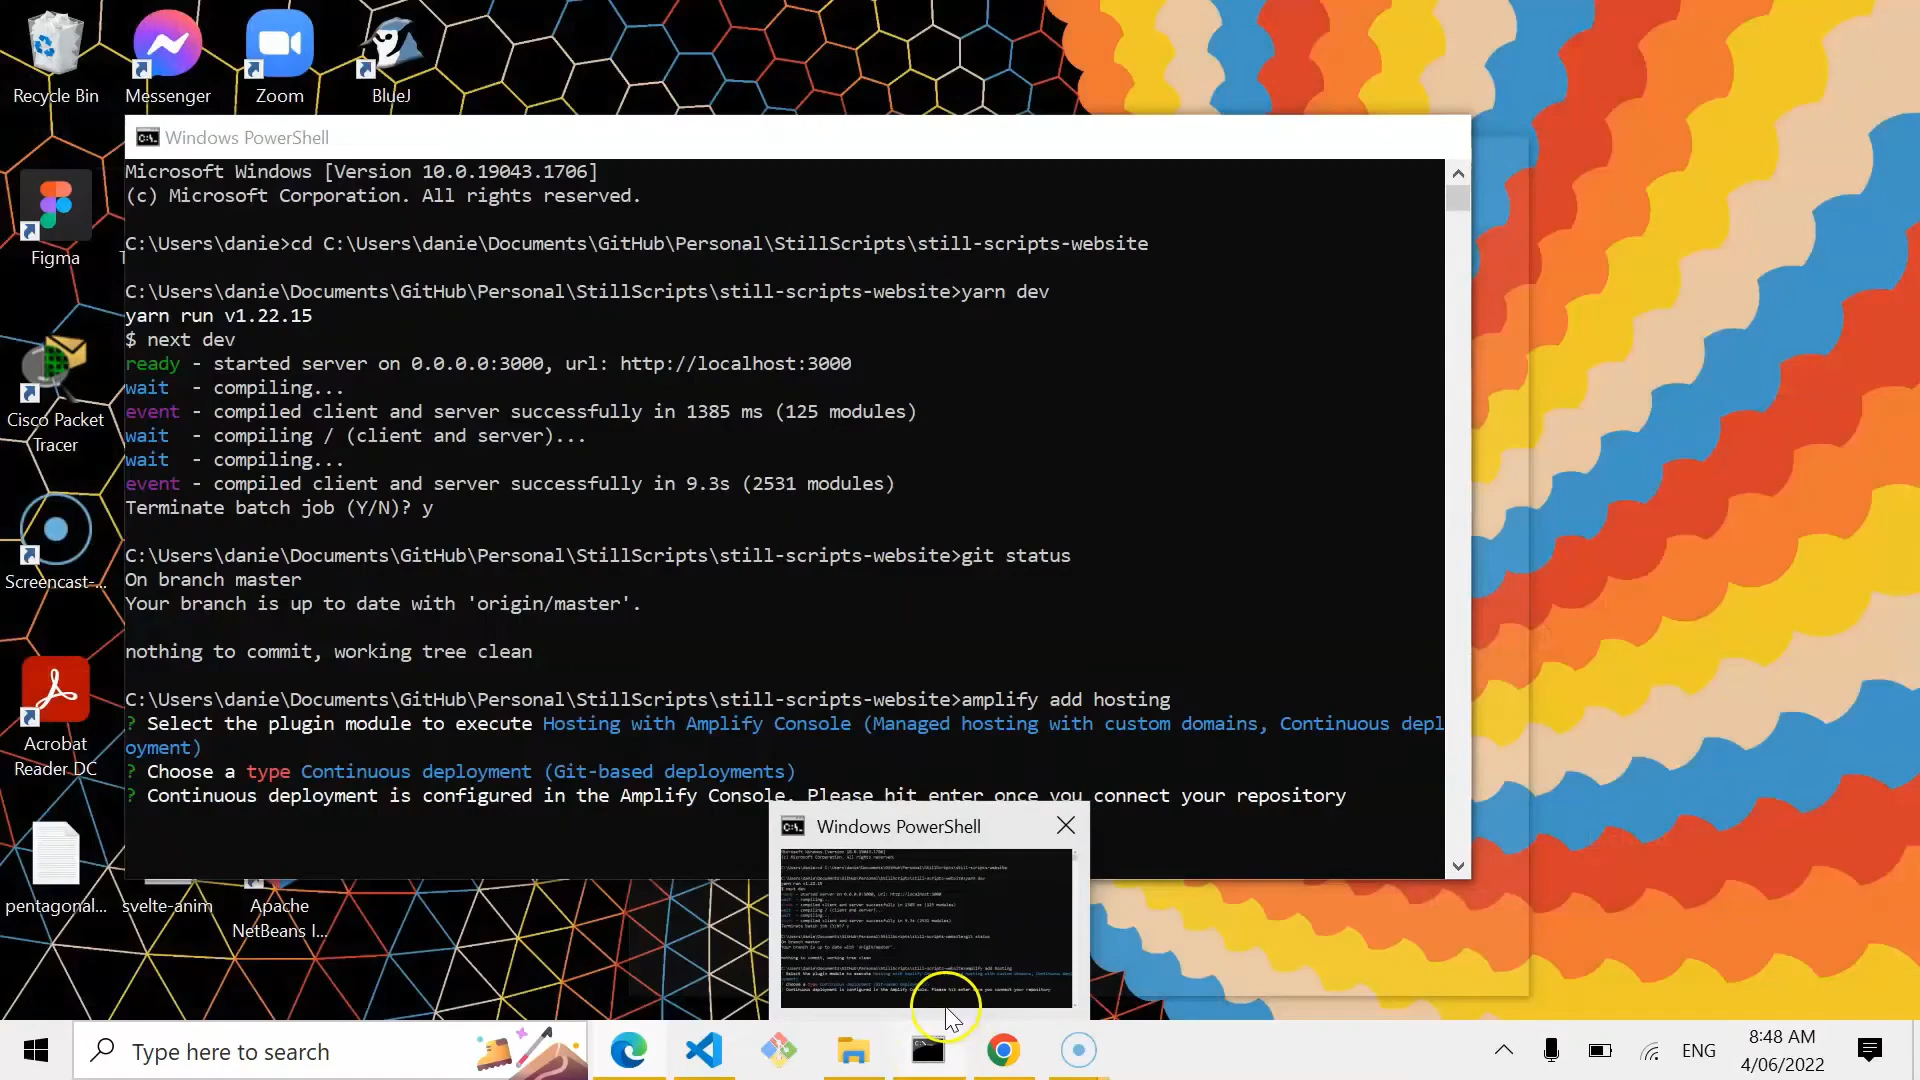 Recycle Bin
Messenger
Zoom
BlueJ
Figma
Cisco Packet
Tracer
Screencast-...
Acrobat
Reader DC
pentagonal...
svelte-anim
Apache
NetBeans I...
Windows PowerShell
Microsoft Windows [Version 10.0.19043.1706]
(c) Microsoft Corporation. All rights reserved.
C:\Users\danie>cd C:\Users\danie\Documents\GitHub\Personal\StillScripts\still-scripts-website
C:\Users\danie\Documents\GitHub\Personal\StillScripts\still-scripts-website>yarn dev
yarn run v1.22.15
$ next dev
ready - started server on 0.0.0.0:3000, url: http://localhost:3000
wait  - compiling...
event - compiled client and server successfully in 1385 ms (125 modules)
wait  - compiling / (client and server)...
wait  - compiling...
event - compiled client and server successfully in 9.3s (2531 modules)
Terminate batch job (Y/N)? y
C:\Users\danie\Documents\GitHub\Personal\StillScripts\still-scripts-website>git status
On branch master
Your branch is up to date with 'origin/master'.
nothing to commit, working tree clean
C:\Users\danie\Documents\GitHub\Personal\StillScripts\still-scripts-website>amplify add hosting
? Select the plugin module to execute Hosting with Amplify Console (Managed hosting with custom domains, Continuous depl
oyment)
? Choose a type Continuous deployment (Git-based deployments)
? Continuous deployment is configured in the Amplify Console. Please hit enter once you connect your repository
Windows PowerShell
Type here to search
ENG
8:48 AM
4/06/2022